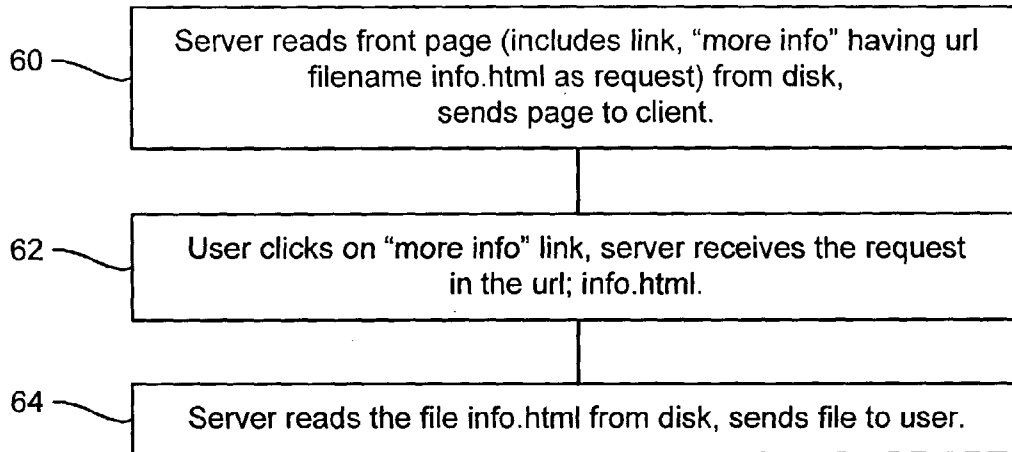 60
Server reads front page (includes link, “more info” having url
filename info.html as request) from disk,
sends page to client.
62
User clicks on “more info” link, server receives the request
in the url; info.html.
64
Server reads the file info.html from disk, sends file to user.